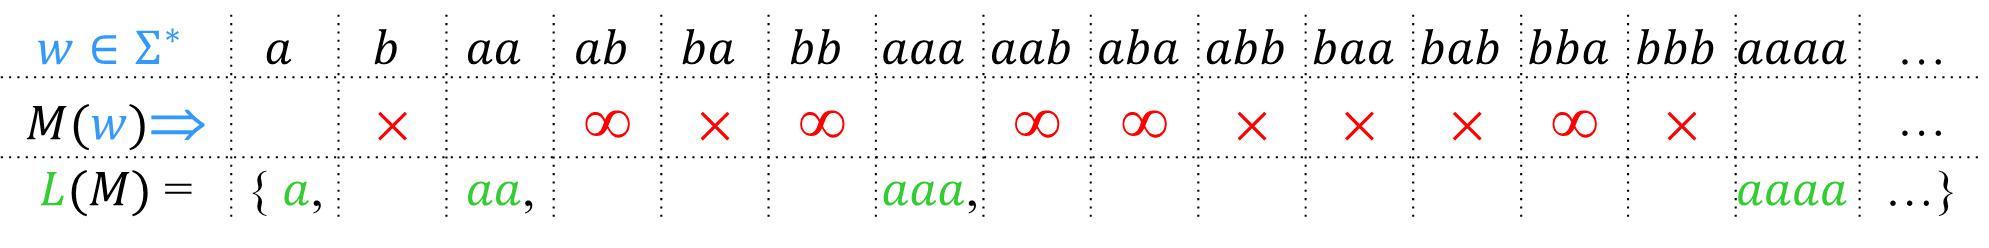 w ∈ Σ* a b aa ab ba bb aaa aab aba abb baa bab bba bbb aaaa …
M(w)⇒ × ∞ × ∞ ∞ ∞ × × × ∞ × …
L(M) = { a, aa, aaa, aaaa …}